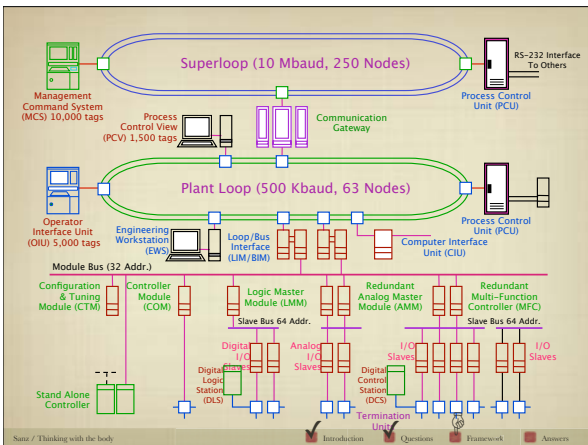 Superloop (10 Mbaud, 250 Nodes)
RS-232 Interface
To Others
Management
Command System
(MCS) 10,000 tags
Process Control
Unit (PCU)
Process
Control View
(PCV) 1,500 tags
Communication
Gateway
Plant Loop (500 Kbaud, 63 Nodes)
Operator
Interface Unit
(OIU) 5,000 tags
Process Control
Unit (PCU)
Engineering
Workstation
(EWS)
Loop/Bus
Interface
(LIM/BIM)
Computer Interface
Unit (CIU)
Module Bus (32 Addr.)
Configuration
& Tuning
Module (CTM)
Controller
Module (COM)
Logic Master
Module (LMM)
Redundant
Analog Master
Module (AMM)
Redundant
Multi-Function
Controller (MFC)
Slave Bus 64 Addr.
Slave Bus 64 Addr.
Digital
I/O
Slaves
Analog
I/O
Slaves
I/O
Slaves
I/O
Slaves
Stand Alone
Controller
Digital
Logic
Station
(DLS)
Digital
Control
Station
(DCS)
Termination
Units
Sanz / Thinking with the body
Introduction
Questions
Framework
Answers